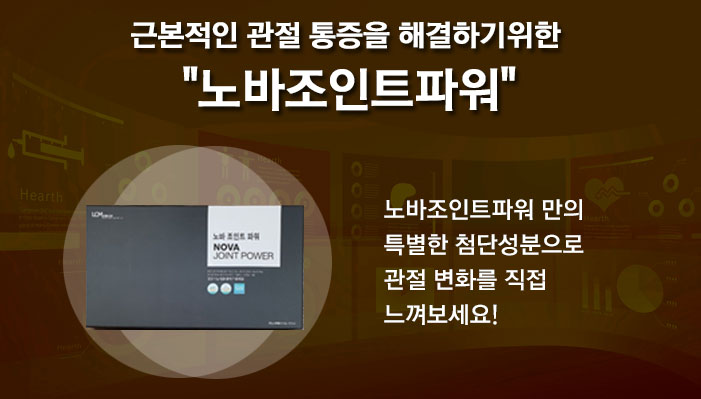 근본적인 관절 통증을 해결하기위한
"노바조인트파워"
Hearth
Hearth
Hearth
노바조인트파워 만의
특별한 첨단성분으로
관절 변화를 직접
느껴보세요!
LCM
노바 조인트 파워
NOVA
JOINT POWER